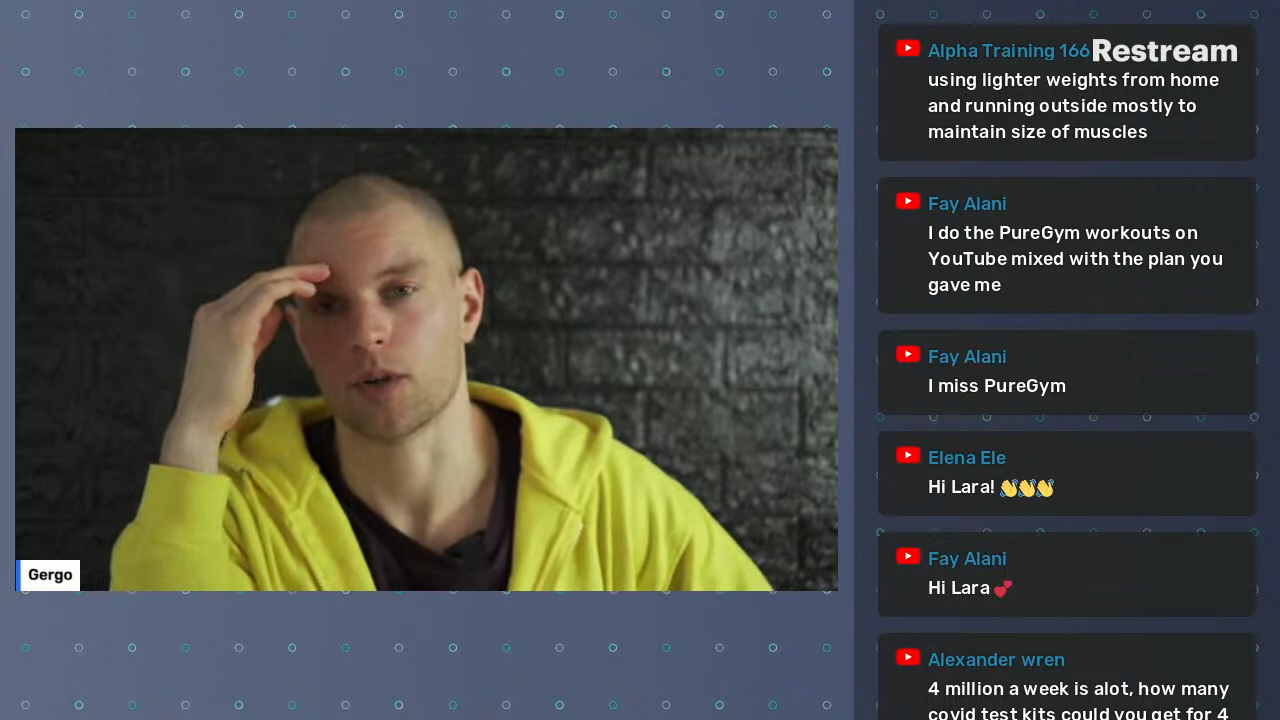 Alpha Training 166
Restream
using lighter weights from home
and running outside mostly to
maintain size of muscles
Fay Alani
I do the PureGym workouts on
YouTube mixed with the plan you
gave me
Fay Alani
I miss PureGym
Elena Ele
Hi Lara! 👋👋👋
Fay Alani
Hi Lara 💕
Alexander wren
4 million a week is alot, how many
covid test kits could you get for 4
Gergo